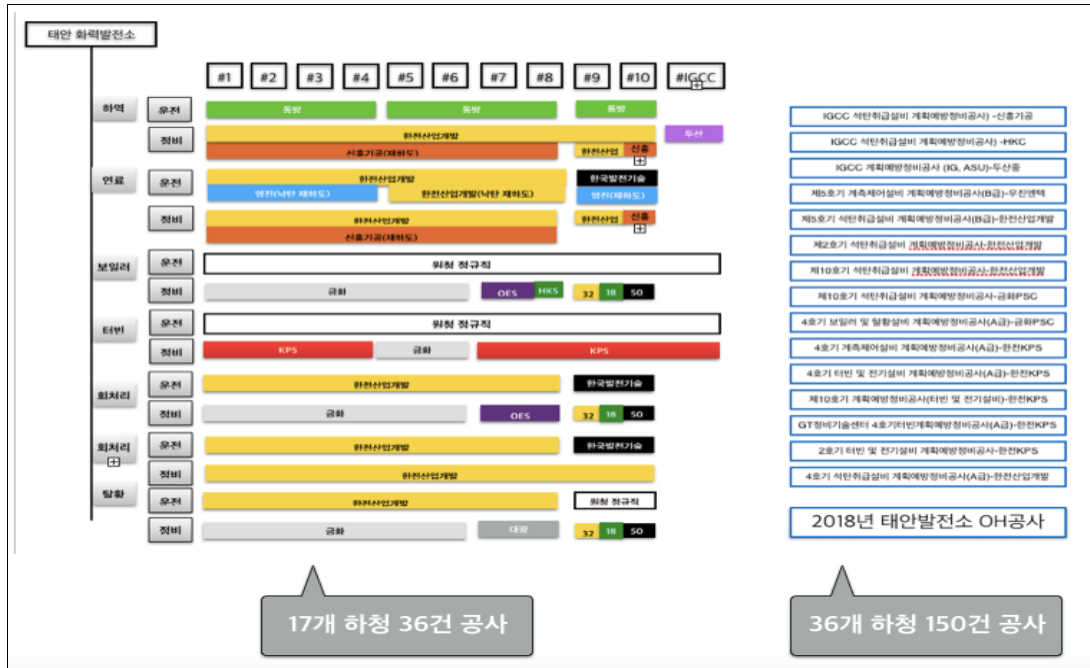 태안 화력발전소
#1 #2 #3 #4 #5 #6 #7 #8 #9 #10 #IGCC
하역 운전 동방 동방 동방
정비 한전산업개발 두산
신흥기공(재하도) 한전산업 신흥
연료 운전 한전산업개발 한국발전기술
영진(낙탄 재하도) 한전산업개발(낙탄 재하도) 영진(재하도)
정비 한전산업개발 한전산업 신흥
신흥기공(재하도)
보일러 운전 원청 정규직
정비 금화 OES HKS 32 18 50
터빈 운전 원청 정규직
정비 KPS 금화 KPS
회처리 운전 한전산업개발 한국발전기술
정비 금화 OES 32 18 50
회처리 운전 한전산업개발 한국발전기술
정비 한전산업개발
탈황 운전 한전산업개발 원청 정규직
정비 금화 대광 32 18 50
17개 하청 36건 공사
IGCC 석탄취급설비 계획예방정비공사) -신흥기공
IGCC 석탄취급설비 계획예방정비공사) -HKC
IGCC 계획예방정비공사 (IG, ASU)-두산중
제5호기 계측제어설비 계획예방정비공사(B급)-우진엔텍
제5호기 석탄취급설비 계획예방정비공사(B급)-한전산업개발
제2호기 석탄취급설비 계획예방정비공사-한전산업개발
제10호기 석탄취급설비 계획예방정비공사-한전산업개발
제10호기 석탄취급설비 계획예방정비공사-금화PSC
4호기 보일러 및 탈황설비 계획예방정비공사(A급)-금화PSC
4호기 계측제어설비 계획예방정비공사(A급)-한전KPS
4호기 터빈 및 전기설비 계획예방정비공사(A급)-한전KPS
제10호기 계획예방정비공사(터빈 및 전기설비)-한전KPS
GT정비기술센터 4호기터빈계획예방정비공사(A급)-한전KPS
2호기 터빈 및 전기설비 계획예방정비공사-한전KPS
4호기 석탄취급설비 계획예방정비공사(A급)-한전산업개발
2018년 태안발전소 OH공사
36개 하청 150건 공사